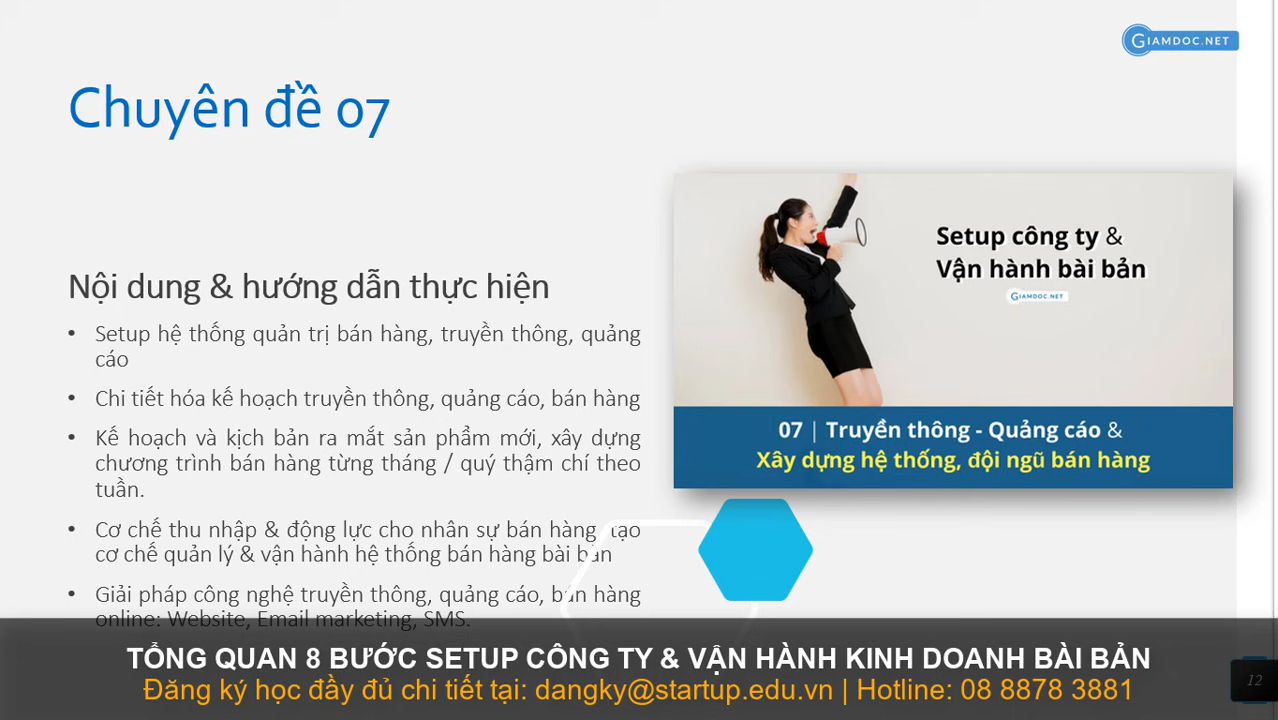 GIAMDOC.NET
Chuyên đề 07
Nội dung & hướng dẫn thực hiện
• Setup hệ thống quản trị bán hàng, truyền thông, quảng
cáo
• Chi tiết hóa kế hoạch truyền thông, quảng cáo, bán hàng
• Kế hoạch và kịch bản ra mắt sản phẩm mới, xây dựng
chương trình bán hàng từng tháng / quý thậm chí theo
tuần.
• Cơ chế thu nhập & động lực cho nhân sự bán hàng tạo
cơ chế quản lý & vận hành hệ thống bán hàng bài bản
• Giải pháp công nghệ truyền thông, quảng cáo, bán hàng
online: Website, Email marketing, SMS.
Setup công ty &
Vận hành bài bản
GIAMDOC.NET
07 | Truyền thông - Quảng cáo &
Xây dựng hệ thống, đội ngũ bán hàng
TỔNG QUAN 8 BƯỚC SETUP CÔNG TY & VẬN HÀNH KINH DOANH BÀI BẢN
Đăng ký học đầy đủ chi tiết tại: dangky@startup.edu.vn | Hotline: 08 8878 3881
12